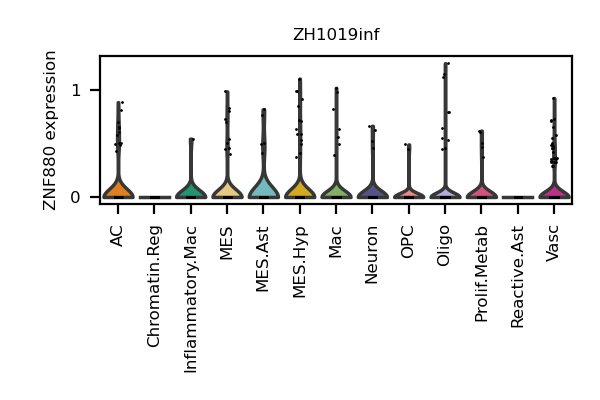 ZH1019inf
ZNF880 expression
1
0
AC
Chromatin.Reg
Inflammatory.Mac
MES
MES.Ast
MES.Hyp
Mac
Neuron
OPC
Oligo
Prolif.Metab
Reactive.Ast
Vasc